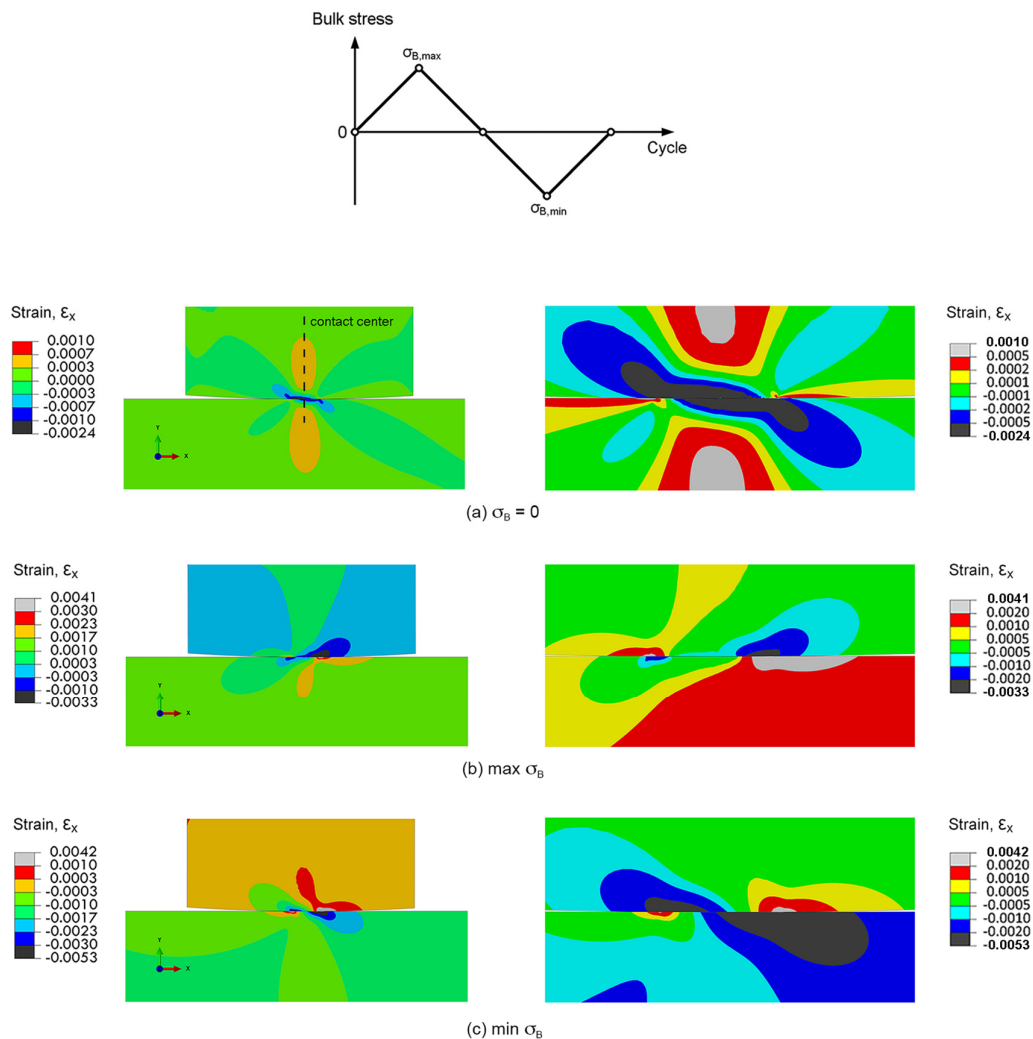 Bulk stress
σB,max
0
Cycle
σB,min
Strain, εx
0.0010
0.0007
0.0003
0.0000
-0.0003
-0.0007
-0.0010
-0.0024
contact center
Y
X
Strain, εx
0.0010
0.0005
0.0002
0.0001
-0.0001
-0.0002
-0.0005
-0.0024
(a) σB = 0
Strain, εx
0.0041
0.0030
0.0023
0.0017
0.0010
0.0003
-0.0003
-0.0010
-0.0033
Y
X
Strain, εx
0.0041
0.0020
0.0010
0.0005
-0.0005
-0.0010
-0.0020
-0.0033
(b) max σB
Strain, εx
0.0042
0.0010
0.0003
-0.0003
-0.0010
-0.0017
-0.0023
-0.0030
-0.0053
Y
X
Strain, εx
0.0042
0.0020
0.0010
0.0005
-0.0005
-0.0010
-0.0020
-0.0053
(c) min σB